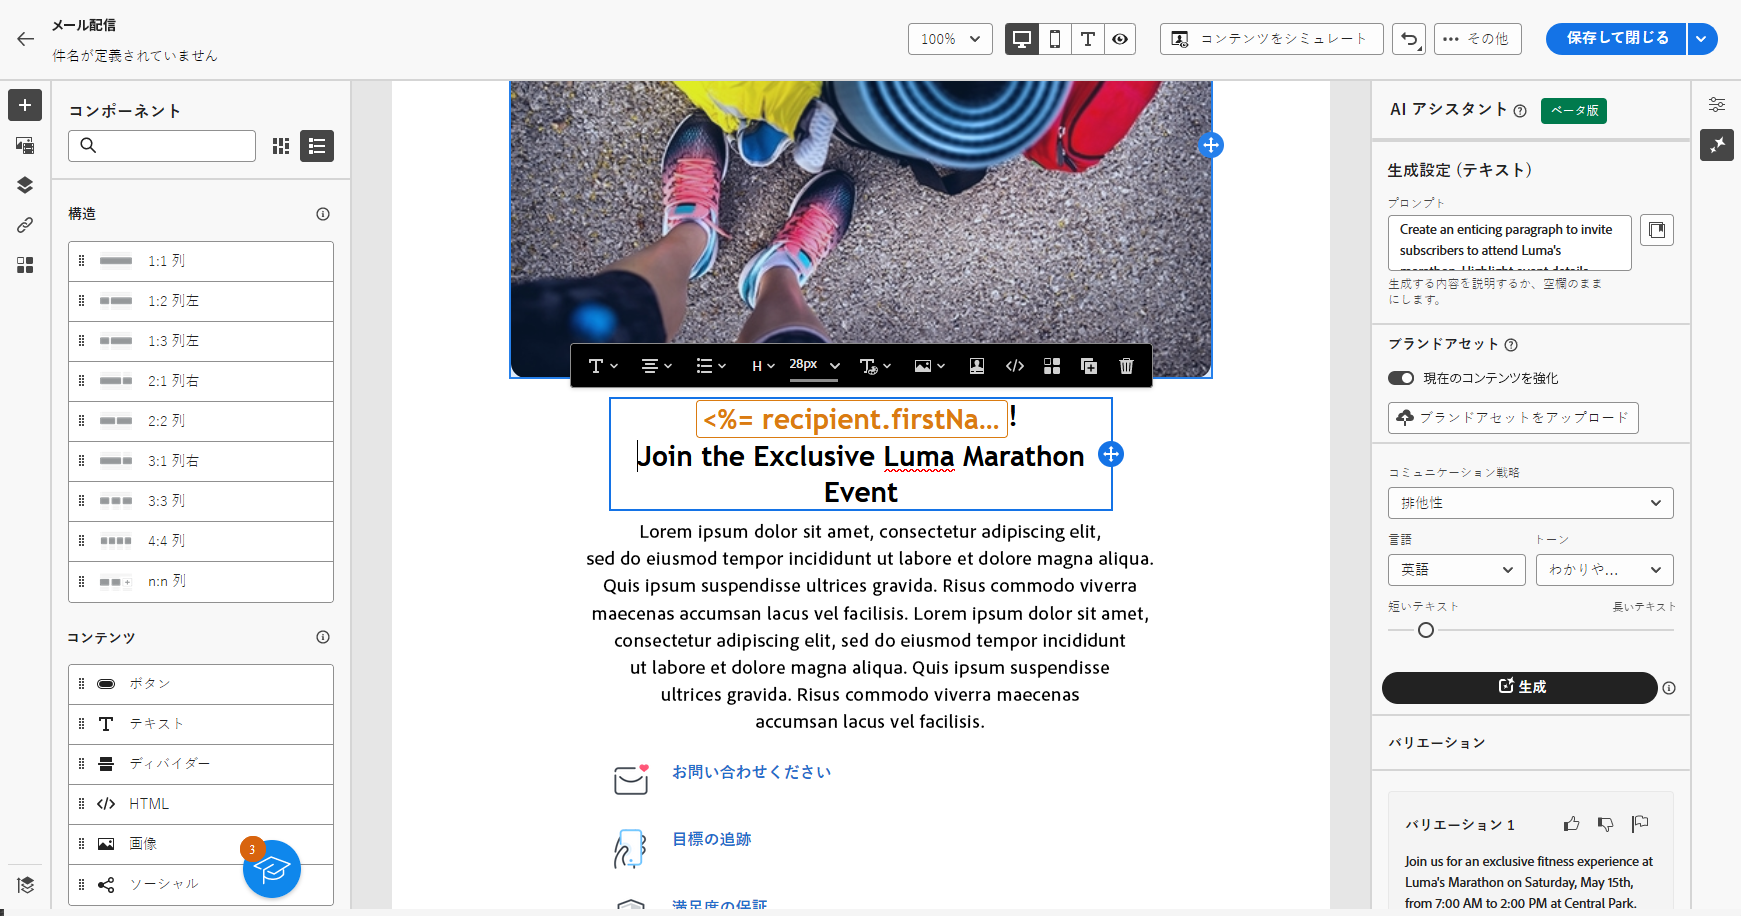 メール配信
件名が定義されていません
100%
コンテンツをシミュレート
その他
保存して閉じる
コンポーネント
構造
1:1 列
1:2 列左
1:3 列左
2:1 列右
2:2 列
3:1 列右
3:3 列
4:4 列
n:n 列
コンテンツ
ボタン
テキスト
ディバイダー
HTML
画像
ソーシャル
3
H
28px
<%= recipient.firstNa... !
Join the Exclusive Luma Marathon
Event
Lorem ipsum dolor sit amet, consectetur adipiscing elit,
sed do eiusmod tempor incididunt ut labore et dolore magna aliqua.
Quis ipsum suspendisse ultrices gravida. Risus commodo viverra
maecenas accumsan lacus vel facilisis. Lorem ipsum dolor sit amet,
consectetur adipiscing elit, sed do eiusmod tempor incididunt
ut labore et dolore magna aliqua. Quis ipsum suspendisse
ultrices gravida. Risus commodo viverra maecenas
accumsan lacus vel facilisis.
お問い合わせください
目標の追跡
満足度の保証
AI アシスタント
ベータ版
生成設定 (テキスト)
プロンプト
Create an enticing paragraph to invite
subscribers to attend Luma's
marathon. Highlight event details
生成する内容を説明するか、空欄のまま
にします。
ブランドアセット
現在のコンテンツを強化
ブランドアセットをアップロード
コミュニケーション戦略
排他性
言語
トーン
英語
わかりや...
短いテキスト
長いテキスト
生成
バリエーション
バリエーション 1
Join us for an exclusive fitness experience at
Luma's Marathon on Saturday, May 15th,
from 7:00 AM to 2:00 PM at Central Park.